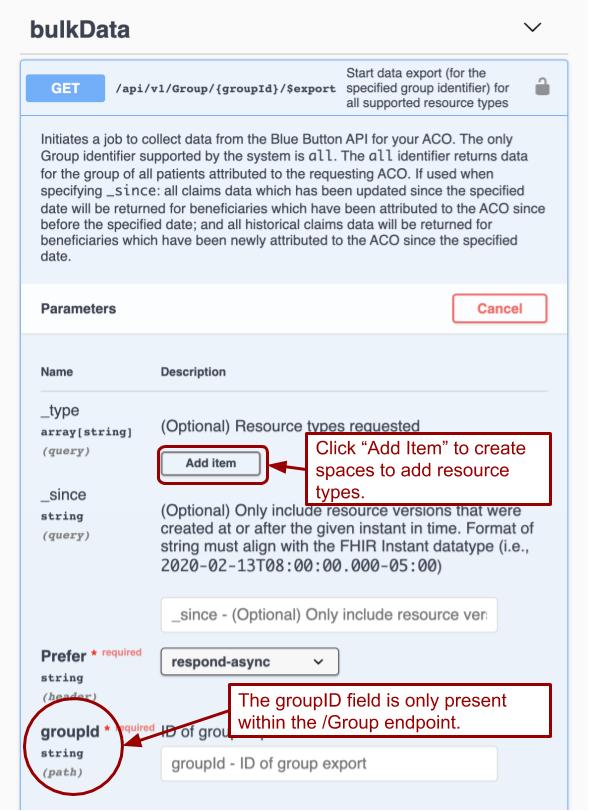 bulkData
GET /api/v1/Group/{groupId}/$export Start data export (for the
specified group identifier) for
all supported resource types
Initiates a job to collect data from the Blue Button API for your ACO. The only
Group identifier supported by the system is all. The all identifier returns data
for the group of all patients attributed to the requesting ACO. If used when
specifying _since: all claims data which has been updated since the specified
date will be returned for beneficiaries which have been attributed to the ACO since
before the specified date; and all historical claims data will be returned for
beneficiaries which have been newly attributed to the ACO since the specified
date.
Parameters Cancel
Name Description
_type
array[string]
(query)
(Optional) Resource types requested
Add item
Click “Add Item” to create
spaces to add resource
types.
_since
string
(query)
(Optional) Only include resource versions that were
created at or after the given instant in time. Format of
string must align with the FHIR Instant datatype (i.e.,
2020-02-13T08:00:00.000-05:00)
_since - (Optional) Only include resource ver
Prefer * required
string
(header)
respond-async
The groupID field is only present
within the /Group endpoint.
groupId * required
string
(path)
ID of group
groupId - ID of group export